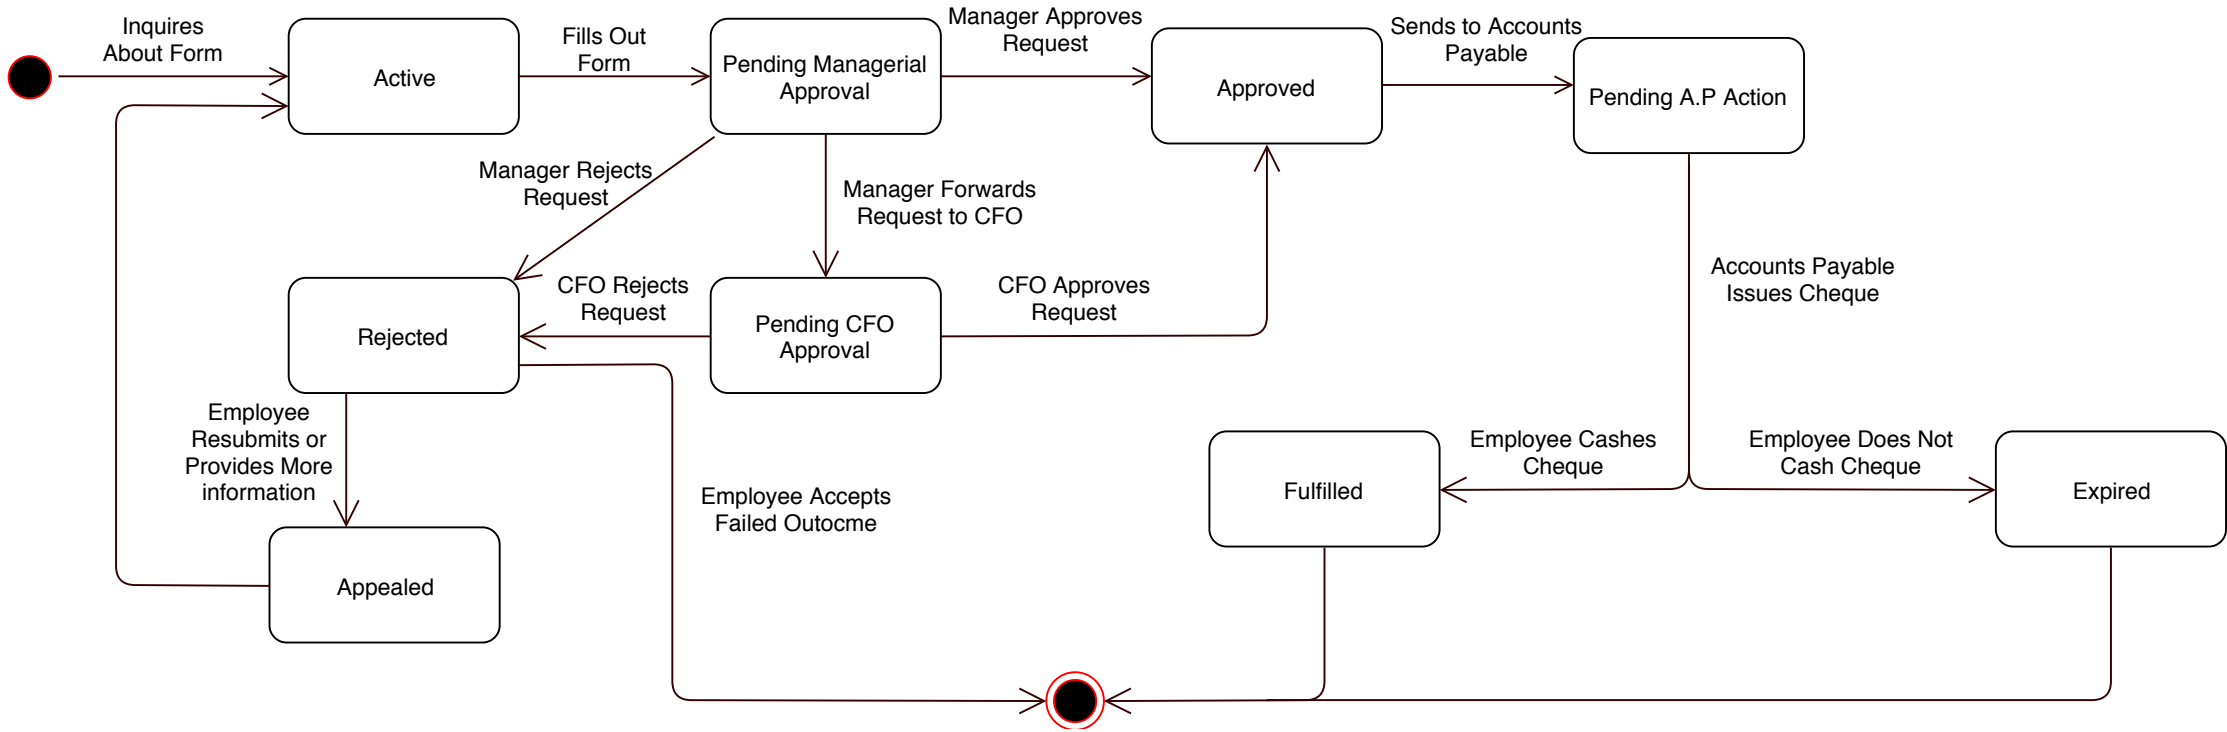 Inquires
About Form
Active
Fills Out
Form
Pending Managerial
Approval
Manager Approves
Request
Approved
Sends to Accounts
Payable
Pending A.P Action
Manager Rejects
Request
Manager Forwards
Request to CFO
Rejected
CFO Rejects
Request
Pending CFO
Approval
CFO Approves
Request
Accounts Payable
Issues Cheque
Employee
Resubmits or
Provides More
information
Appealed
Employee Accepts
Failed Outocme
Fulfilled
Employee Cashes
Cheque
Employee Does Not
Cash Cheque
Expired